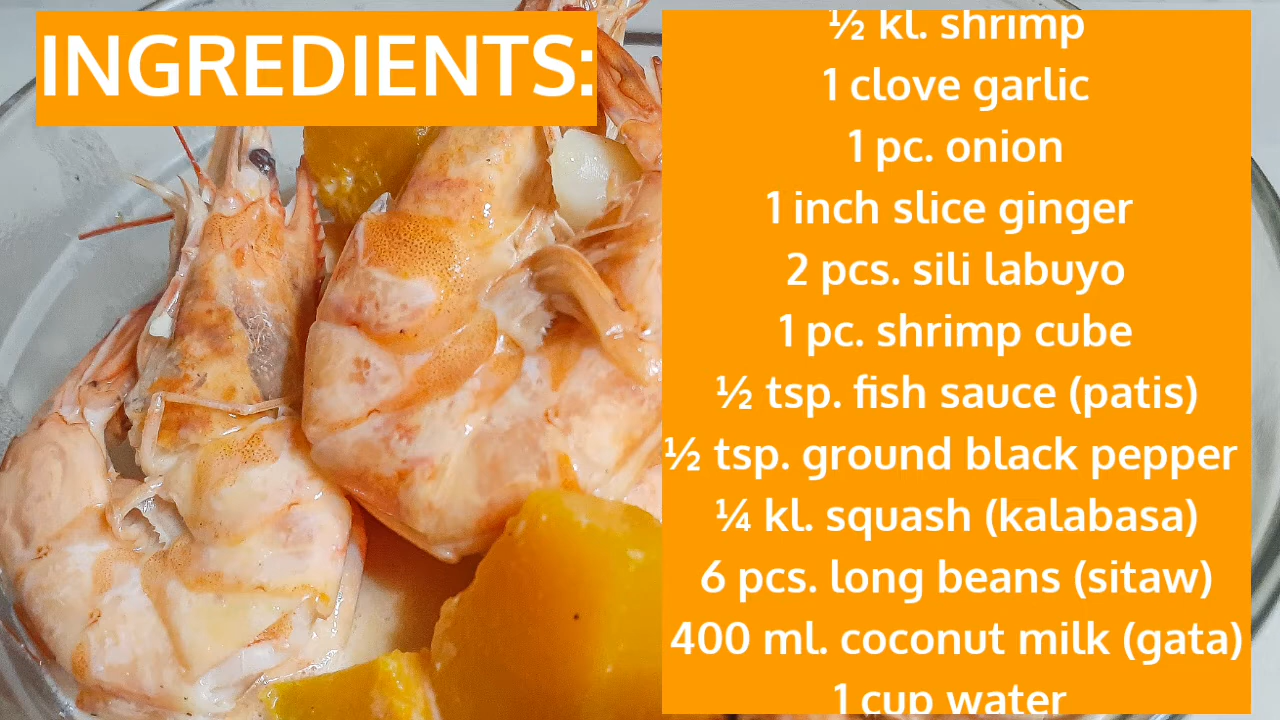 INGREDIENTS:
½ kl. shrimp
1 clove garlic
1 pc. onion
1 inch slice ginger
2 pcs. sili labuyo
1 pc. shrimp cube
½ tsp. fish sauce (patis)
½ tsp. ground black pepper
¼ kl. squash (kalabasa)
6 pcs. long beans (sitaw)
400 ml. coconut milk (gata)
1 cup water